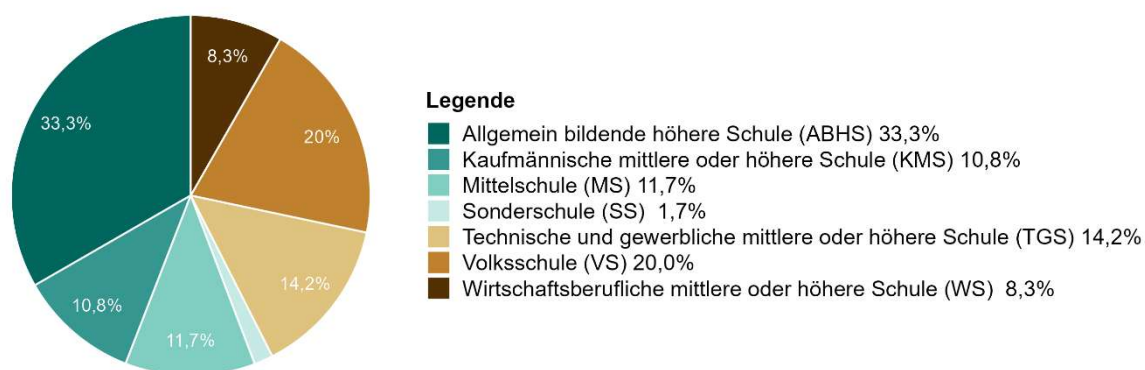 8,3%
33,3%
20%
14,2%
10,8%
11,7%
Legende
Allgemein bildende höhere Schule (ABHS) 33,3%
Kaufmännische mittlere oder höhere Schule (KMS) 10,8%
Mittelschule (MS) 11,7%
Sonderschule (SS) 1,7%
Technische und gewerbliche mittlere oder höhere Schule (TGS) 14,2%
Volksschule (VS) 20,0%
Wirtschaftsberufliche mittlere oder höhere Schule (WS) 8,3%